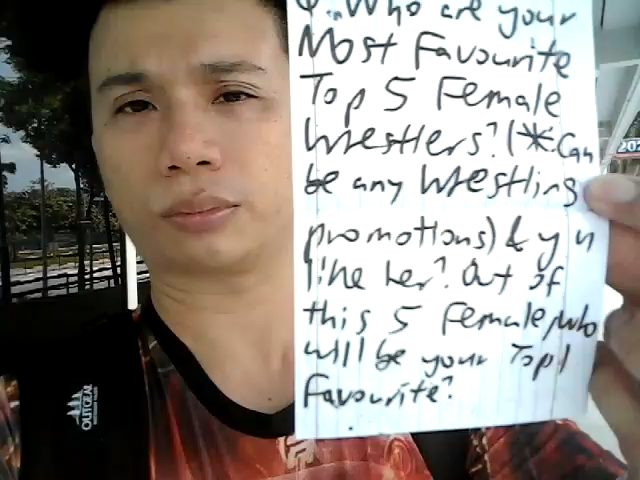 Q. Who are your
Most Favourite
Top 5 Female
Wrestlers? (*Can
be any Wrestling
promotions) & y u
like her? Out of
this 5 Female, who
will be your Top 1
Favourite?
OUTGEAR
202